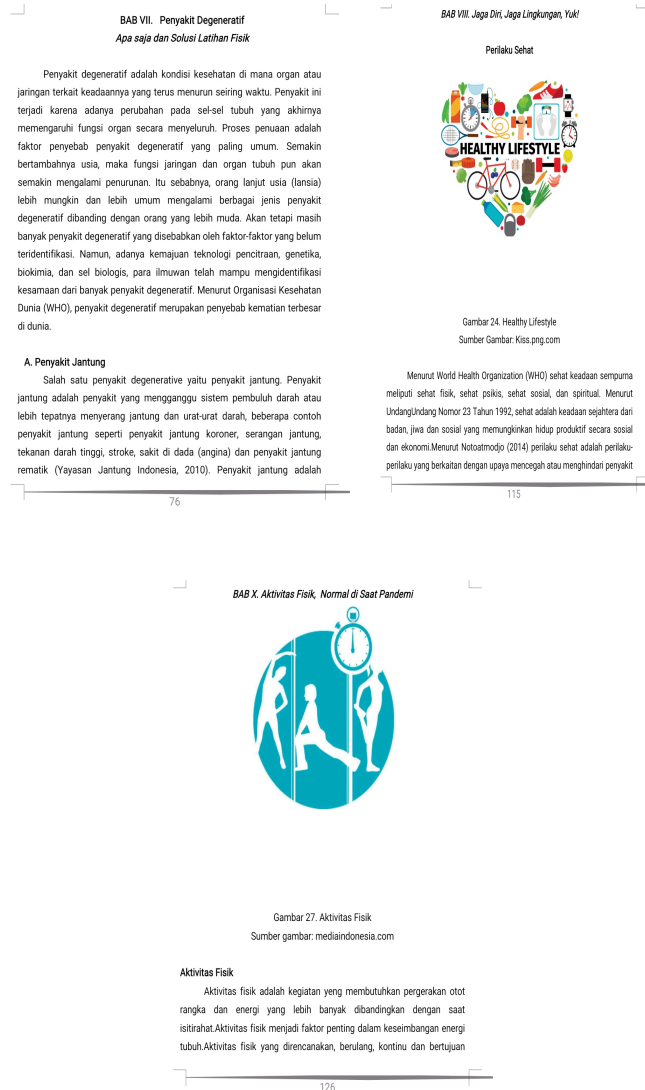 BAB VII. Penyakit Degeneratif
Apa saja dan Solusi Latihan Fisik
Penyakit degeneratif adalah kondisi kesehatan di mana organ atau
jaringan terkait keadaannya yang terus menurun seiring waktu. Penyakit ini
terjadi karena adanya perubahan pada sel-sel tubuh yang akhirnya
memengaruhi fungsi organ secara menyeluruh. Proses penuaan adalah
faktor penyebab penyakit degeneratif yang paling umum. Semakin
bertambahnya usia, maka fungsi jaringan dan organ tubuh pun akan
semakin mengalami penurunan. Itu sebabnya, orang lanjut usia (lansia)
lebih mungkin dan lebih umum mengalami berbagai jenis penyakit
degeneratif dibanding dengan orang yang lebih muda. Akan tetapi masih
banyak penyakit degeneratif yang disebabkan oleh faktor-faktor yang belum
teridentifikasi. Namun, adanya kemajuan teknologi pencitraan, genetika,
biokimia, dan sel biologis, para ilmuwan telah mampu mengidentifikasi
kesamaan dari banyak penyakit degeneratif. Menurut Organisasi Kesehatan
Dunia (WHO), penyakit degeneratif merupakan penyebab kematian terbesar
di dunia.
A. Penyakit Jantung
Salah satu penyakit degenerative yaitu penyakit jantung. Penyakit
jantung adalah penyakit yang mengganggu sistem pembuluh darah atau
lebih tepatnya menyerang jantung dan urat-urat darah, beberapa contoh
penyakit jantung seperti penyakit jantung koroner, serangan jantung,
tekanan darah tinggi, stroke, sakit di dada (angina) dan penyakit jantung
rematik (Yayasan Jantung Indonesia, 2010). Penyakit jantung adalah
76
BAB VIII. Jaga Diri, Jaga Lingkungan, Yuk!
Perilaku Sehat
HEALTHY LIFESTYLE
Gambar 24. Healthy Lifestyle
Sumber Gambar: Kiss.png.com
Menurut World Health Organization (WHO) sehat keadaan sempurna
meliputi sehat fisik, sehat psikis, sehat sosial, dan spiritual. Menurut
UndangUndang Nomor 23 Tahun 1992, sehat adalah keadaan sejahtera dari
badan, jiwa dan sosial yang memungkinkan hidup produktif secara sosial
dan ekonomi.Menurut Notoatmodjo (2014) perilaku sehat adalah perilaku-
perilaku yang berkaitan dengan upaya mencegah atau menghindari penyakit
115
BAB X. Aktivitas Fisik, Normal di Saat Pandemi
Gambar 27. Aktivitas Fisik
Sumber gambar: mediaindonesia.com
Aktivitas Fisik
Aktivitas fisik adalah kegiatan yeng membutuhkan pergerakan otot
rangka dan energi yang lebih banyak dibandingkan dengan saat
isitirahat.Aktivitas fisik menjadi faktor penting dalam keseimbangan energi
tubuh.Aktivitas fisik yang direncanakan, berulang, kontinu dan bertujuan
126